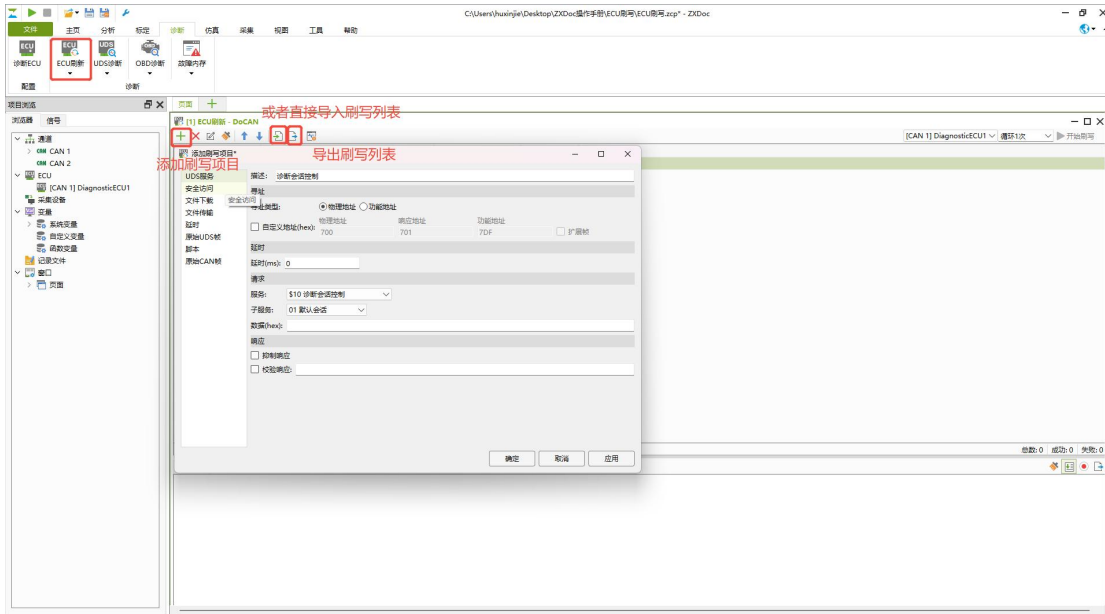 C:\Users\huxinjie\Desktop\ZXDoc操作手册\ECU刷写\ECU刷写.zcp* - ZXDoc
文件 主页 分析 标定 诊断 仿真 采集 视图 工具 帮助
诊断ECU ECU刷新 UDS诊断 OBD诊断 故障内存
配置 诊断
项目浏览 页面
浏览器 信号
通道
CAN 1
CAN 2
ECU
[CAN 1] DiagnosticECU1
采集设备
变量
系统变量
自定义变量
函数变量
记录文件
窗口
页面
或者直接导入刷写列表
[1] ECU刷新 - DoCAN
[CAN 1] DiagnosticECU1 循环1次 开始刷写
导出刷写列表
添加刷写项目*
添加刷写项目
UDS服务
安全访问
文件下载
文件传输
延时
原始UDS帧
脚本
原始CAN帧
安全访问
描述: 诊断会话控制
寻址
寻址类型: 物理地址 功能地址
物理地址 响应地址 功能地址
自定义地址(hex): 700 701 7DF 扩展帧
延时
延时(ms): 0
请求
服务: $10 诊断会话控制
子服务: 01 默认会话
数据(hex):
响应
抑制响应
校验响应:
确定 取消 应用
总数: 0 成功: 0 失败: 0